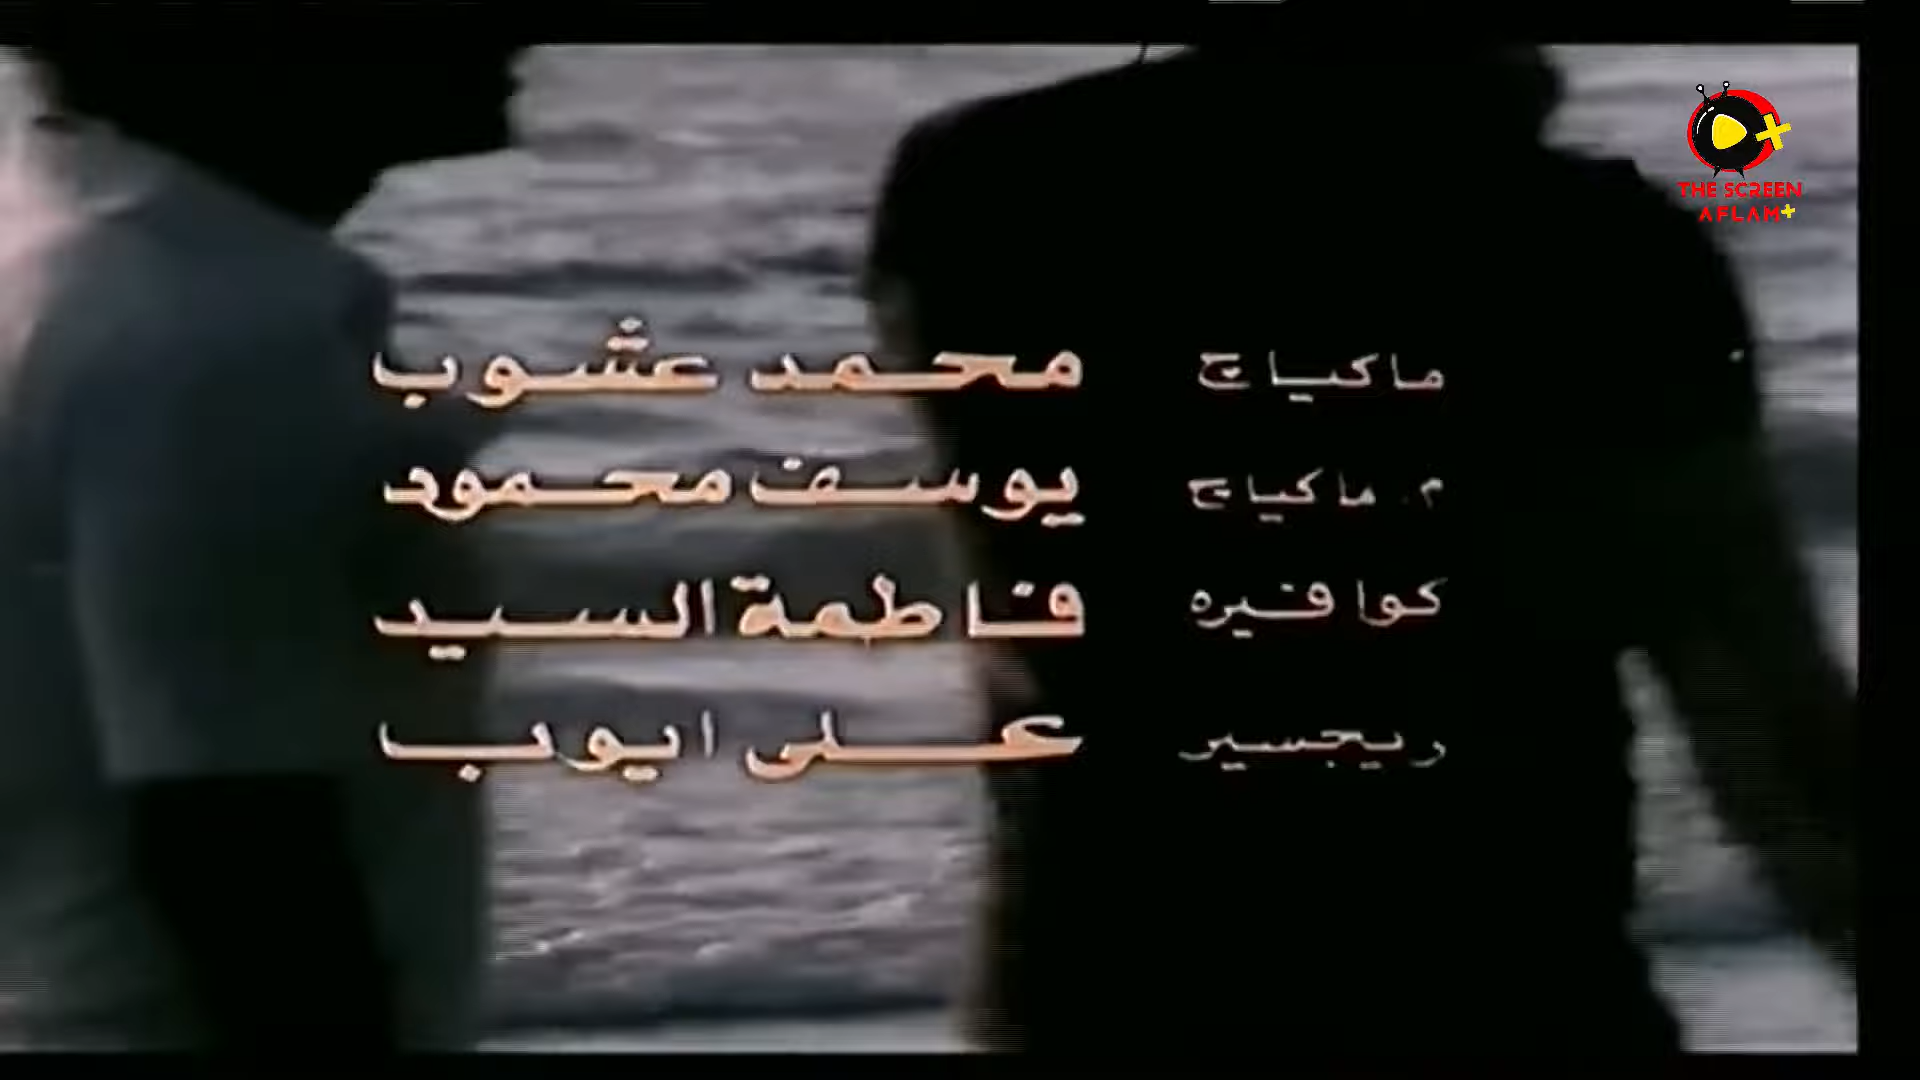 THE SCREEN
AFLAM+
ماكياج محمد عشوب
م. ماكياج يوسف محمود
كوافيره فاطمة السيد
ريجسير على ايوب